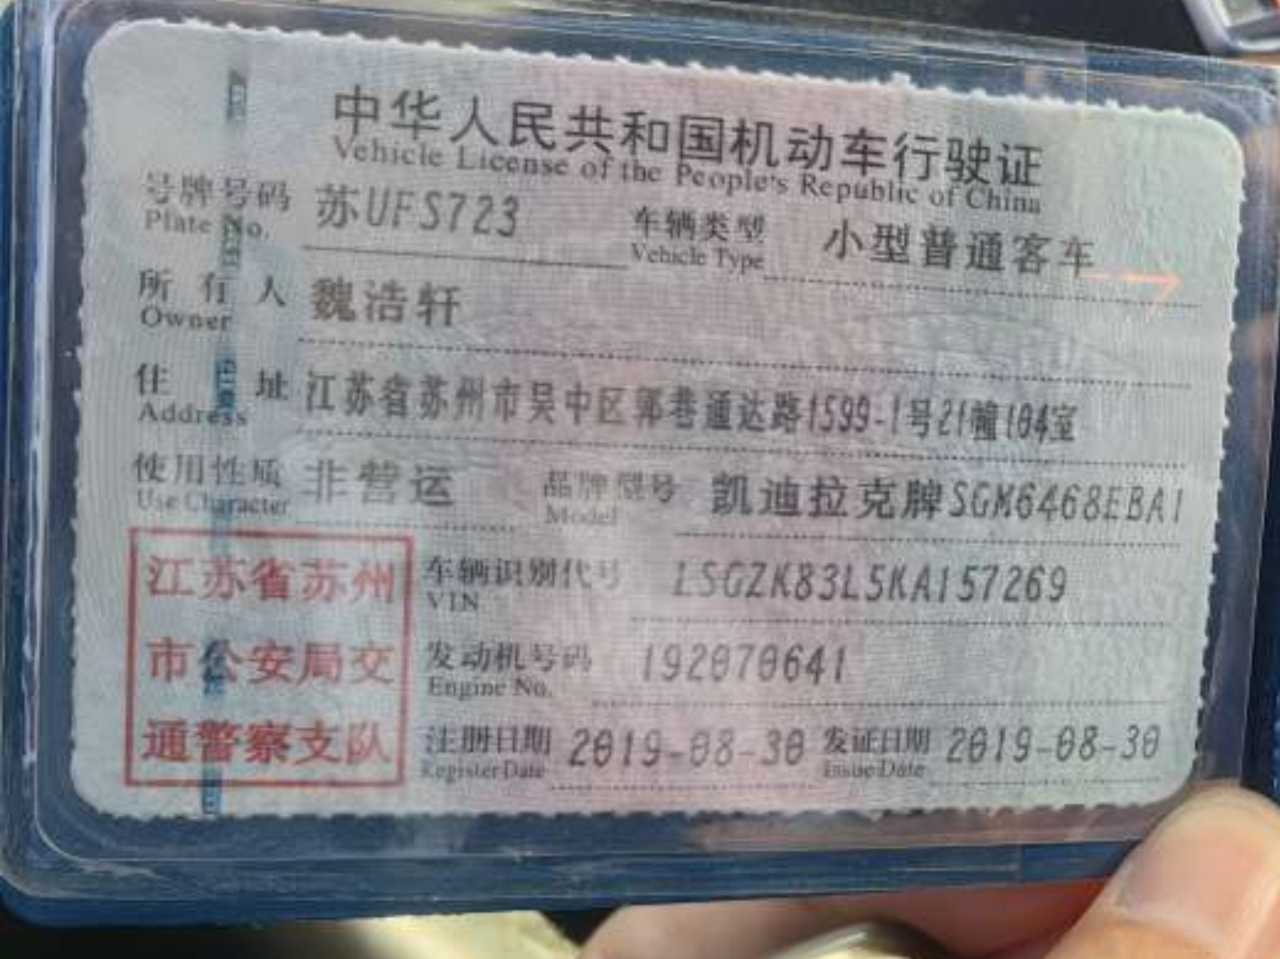 中华人民共和国机动车行驶证
Vehicle License of the People's Republic of China
号牌号码 苏UFS723 车辆类型 小型普通客车
Plate No. Vehicle Type
所有人 魏浩轩
Owner
住址 江苏省苏州市吴中区郭巷通达路1599-1号21幢104室
Address
使用性质 非营运 品牌型号 凯迪拉克牌SGM6468EBA1
Use Character Model
江苏省苏州
市公安局交
通警察支队
车辆识别代号 LSGZK83L5KA157269
VIN
发动机号码 192070641
Engine No.
注册日期 2019-08-30 发证日期 2019-08-30
Register Date Issue Date